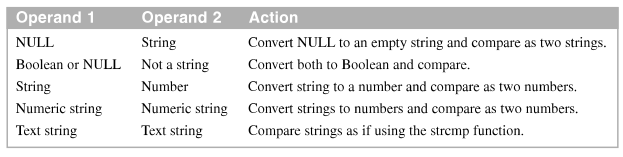 Operand 1 Operand 2 Action
NULL String Convert NULL to an empty string and compare as two strings.
Boolean or NULL Not a string Convert both to Boolean and compare.
String Number Convert string to a number and compare as two numbers.
Numeric string Numeric string Convert strings to numbers and compare as two numbers.
Text string Text string Compare strings as if using the strcmp function.